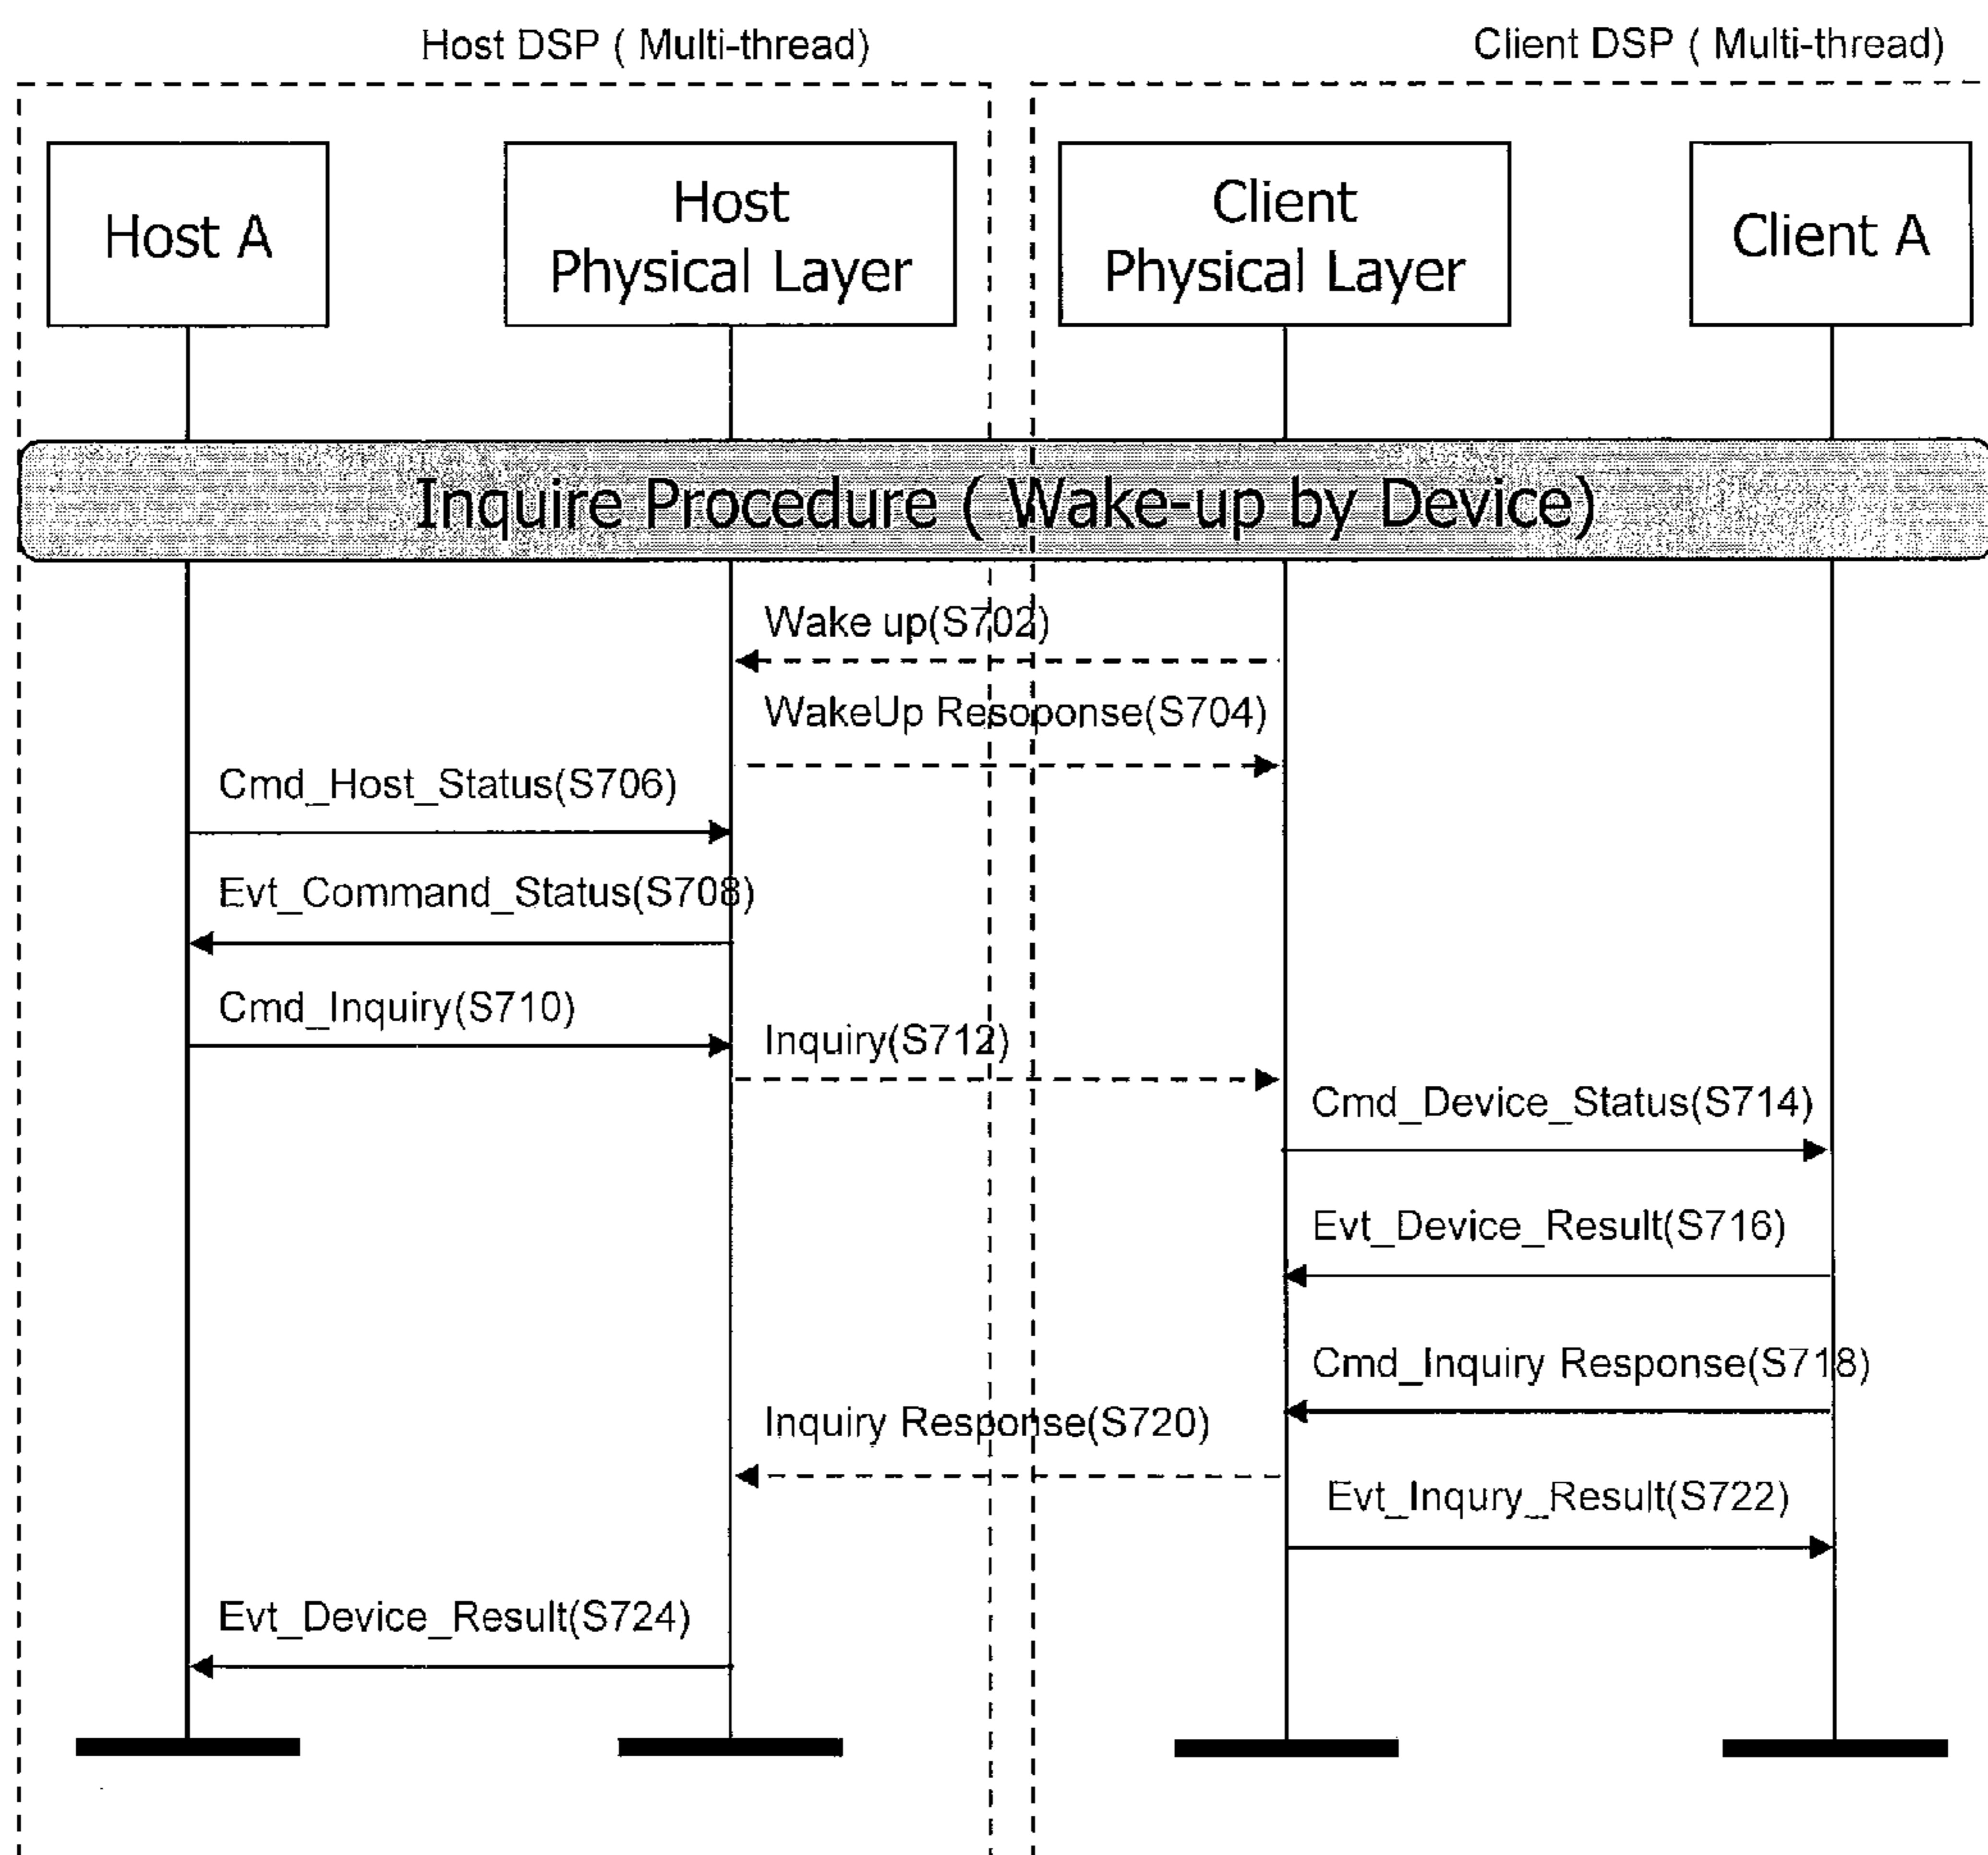 Host DSP ( Multi-thread)
Client DSP ( Multi-thread)
Host A
Host
Physical Layer
Client
Physical Layer
Client A
Inquire Procedure ( Wake-up by Device)
Wake up(S702)
WakeUp Resoponse(S704)
Cmd_Host_Status(S706)
Evt_Command_Status(S708)
Cmd_Inquiry(S710)
Inquiry(S712)
Cmd_Device_Status(S714)
Evt_Device_Result(S716)
Cmd_Inquiry Response(S718)
Inquiry Response(S720)
Evt_Inqury_Result(S722)
Evt_Device_Result(S724)